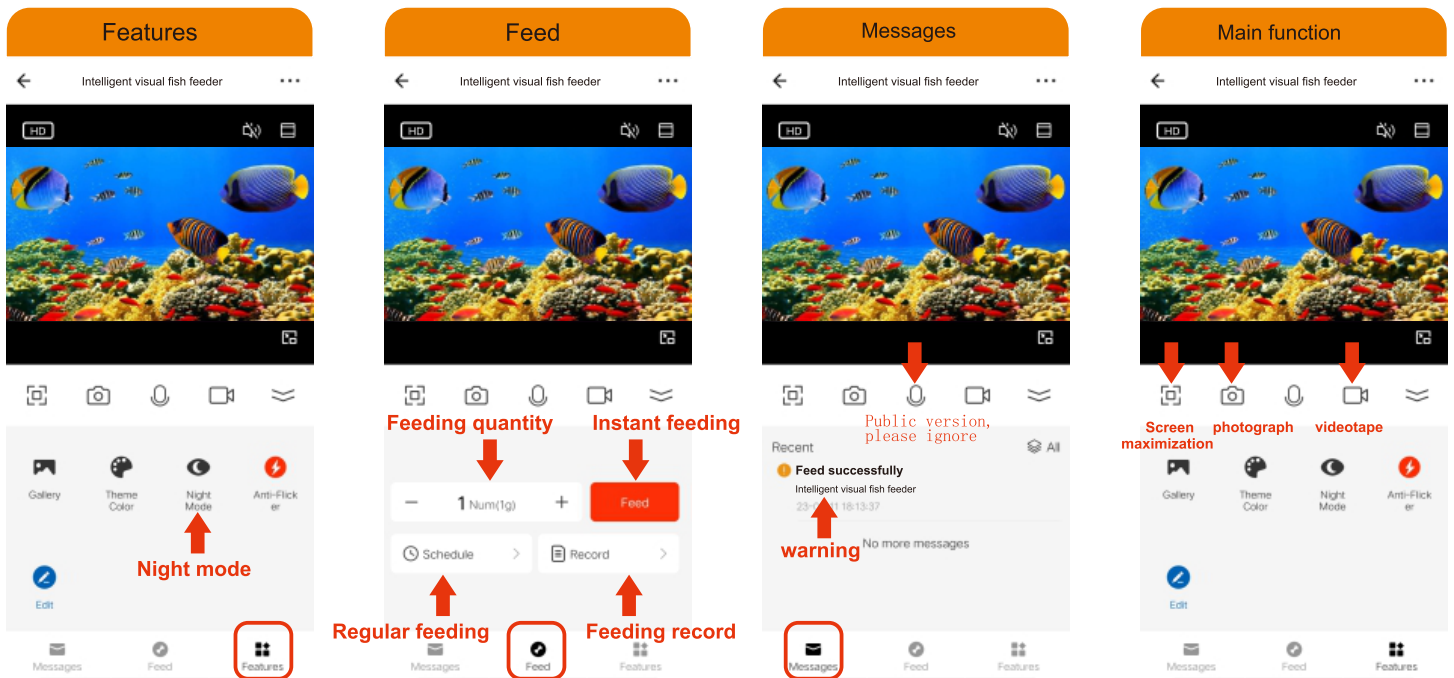 Features
Intelligent visual fish feeder
HD
Gallery
Theme
Color
Night
Mode
Anti-Flick
er
Night mode
Edit
Messages
Feed
Features
Feed
Intelligent visual fish feeder
HD
Feeding quantity
Instant feeding
1 Num(1g)
Feed
Schedule
Record
Regular feeding
Feeding record
Messages
Feed
Features
Messages
Intelligent visual fish feeder
HD
Public version,
please ignore
Recent
All
Feed successfully
Intelligent visual fish feeder
11 16:13:37
warning
No more messages
Messages
Feed
Features
Main function
Intelligent visual fish feeder
HD
Screen
maximization
photograph
videotape
Gallery
Theme
Color
Night
Mode
Anti-Flick
er
Edit
Messages
Feed
Features